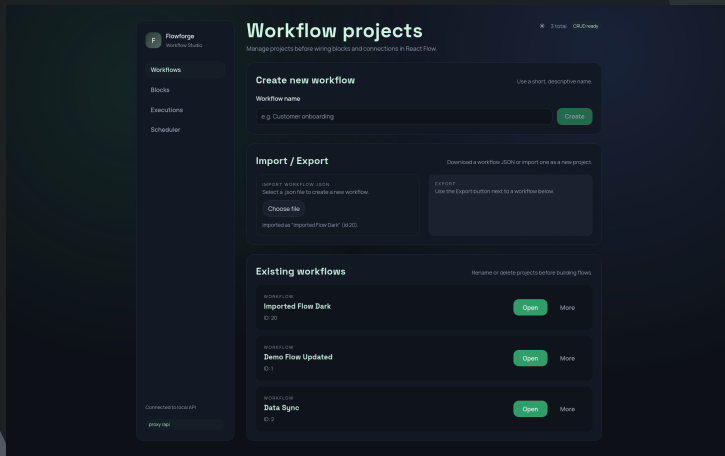 F
Flowforge
Workflow Studio
Workflows
Blocks
Executions
Scheduler
Connected to local API
proxy /api
Workflow projects
3 total
CRUD ready
Manage projects before wiring blocks and connections in React Flow.
Create new workflow
Use a short, descriptive name.
Workflow name
e.g. Customer onboarding
Create
Import / Export
Download a workflow JSON or import one as a new project.
IMPORT WORKFLOW JSON
Select a .json file to create a new workflow.
Choose file
Imported as "Imported Flow Dark" (id 20).
EXPORT
Use the Export button next to a workflow below.
Existing workflows
Rename or delete projects before building flows.
WORKFLOW
Imported Flow Dark
ID: 20
Open
More
WORKFLOW
Demo Flow Updated
ID: 1
Open
More
WORKFLOW
Data Sync
Open
More